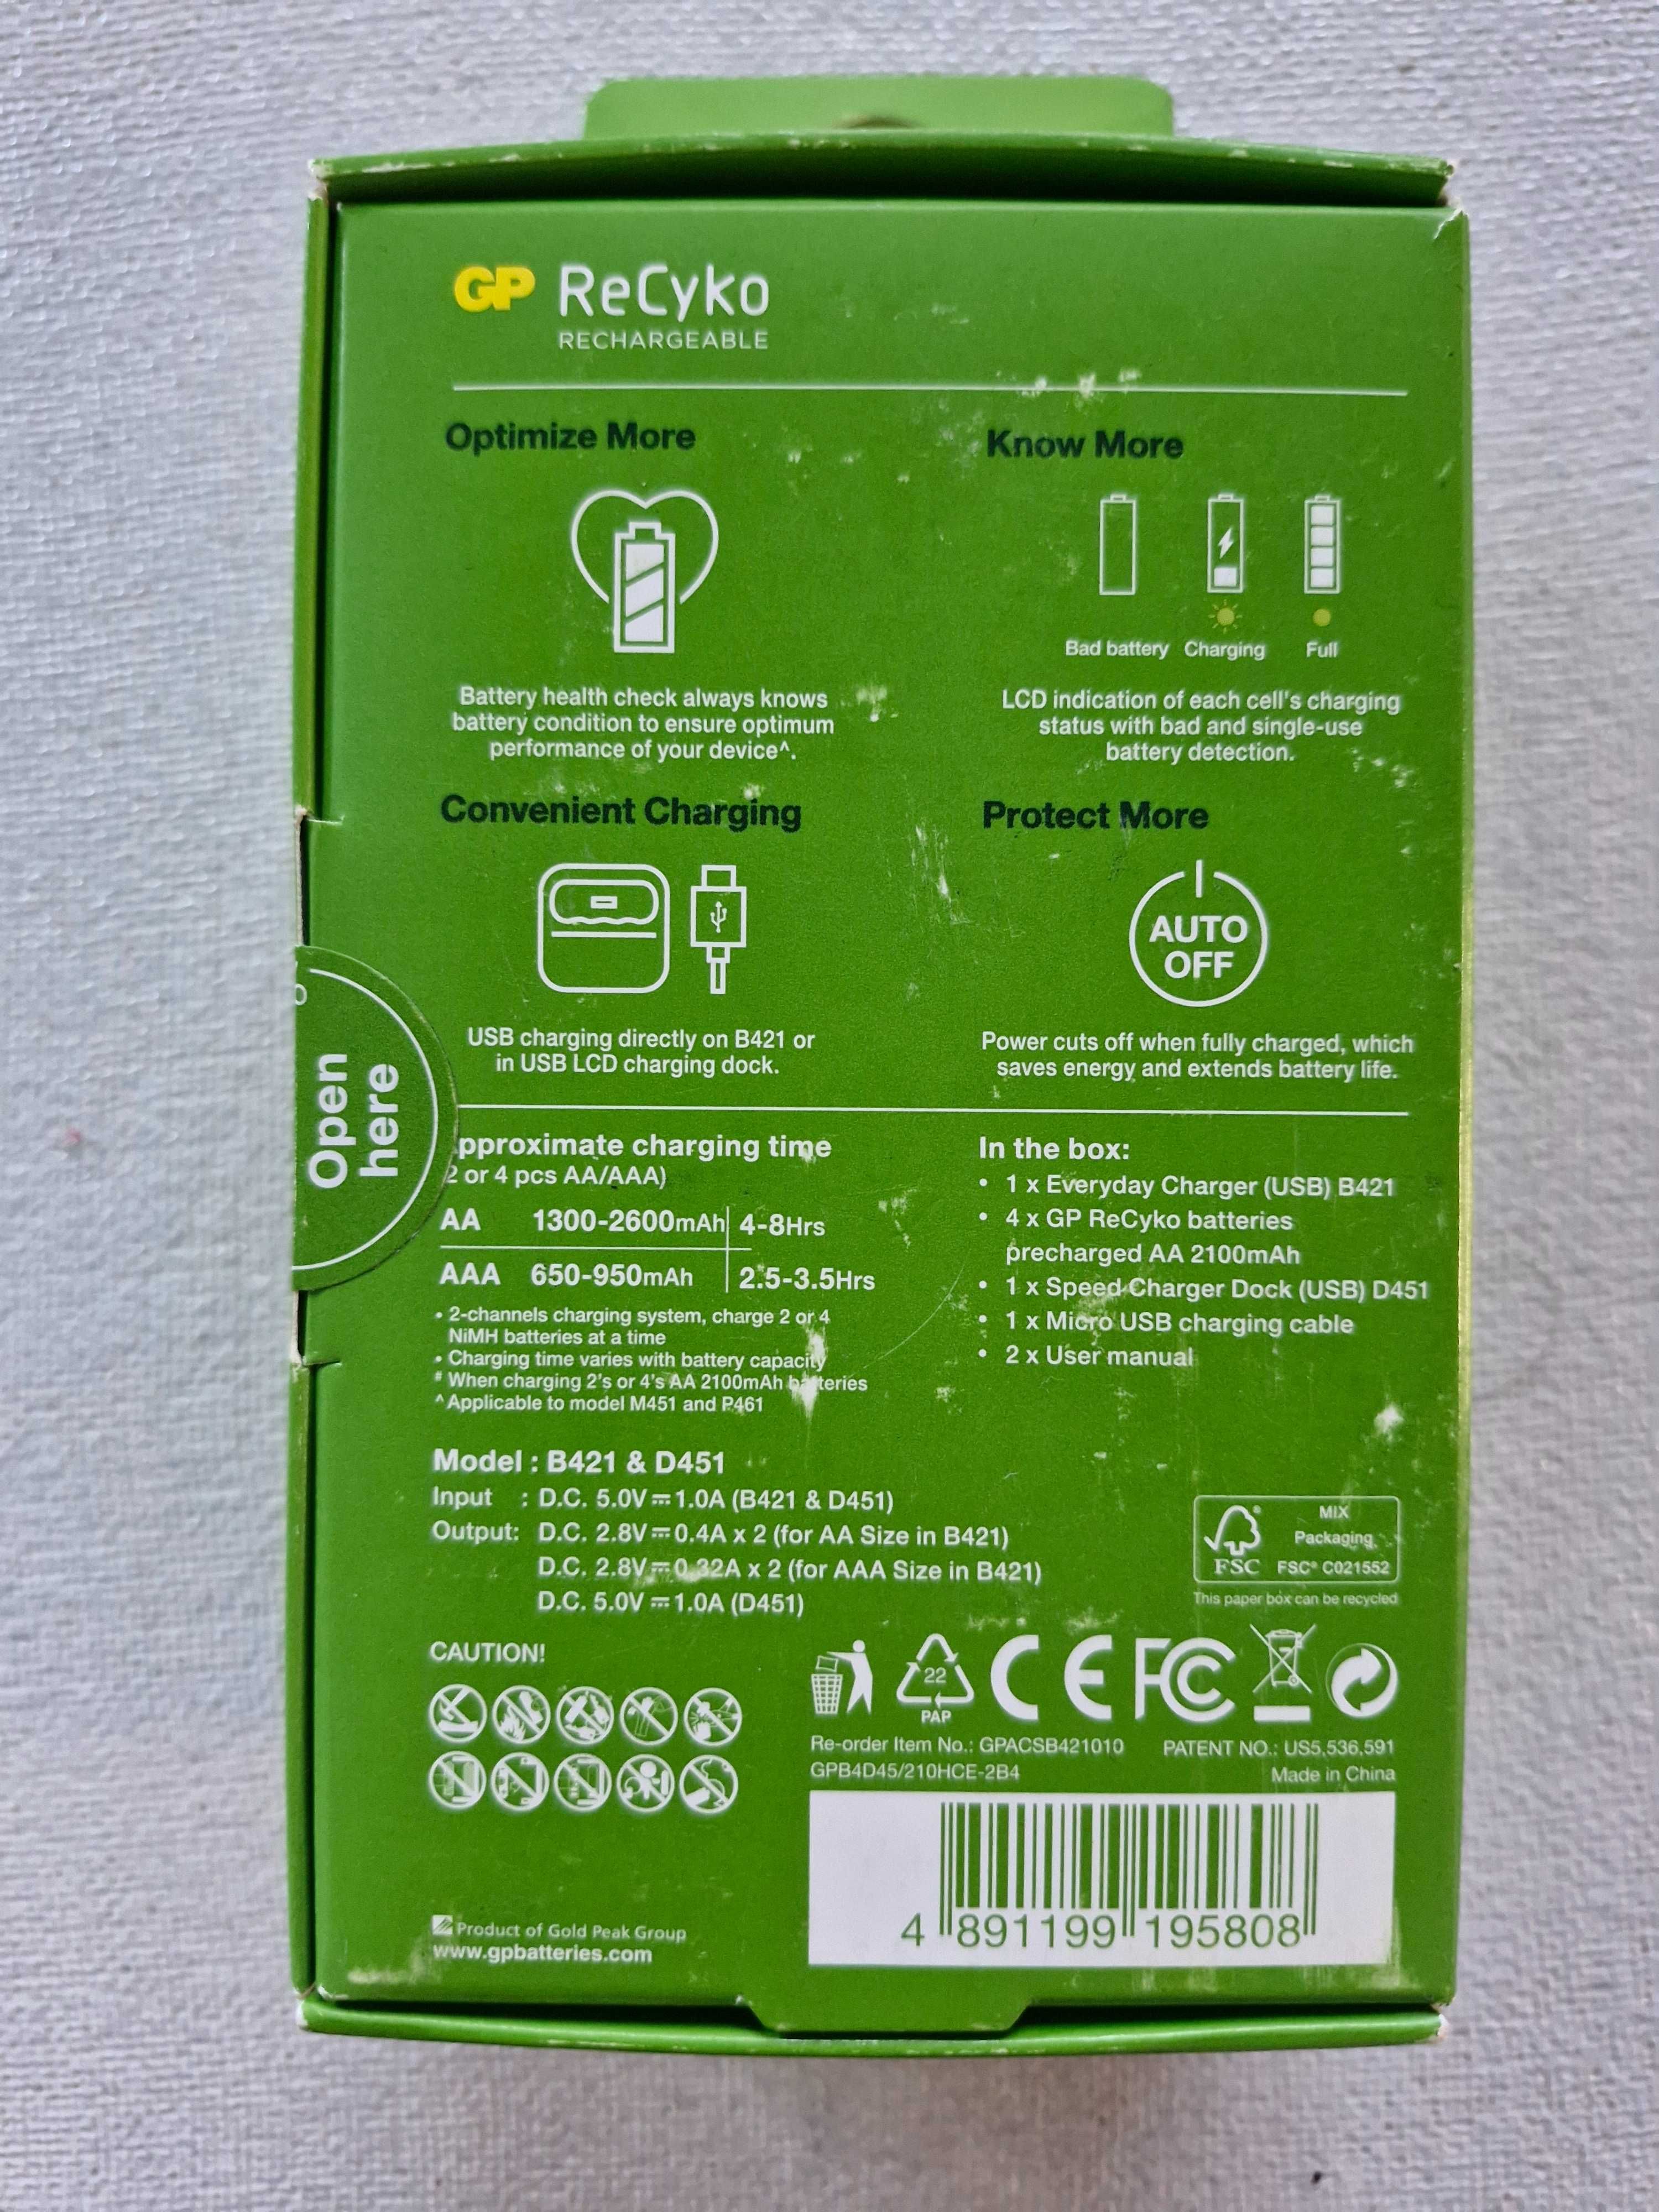 GP ReCyko
RECHARGEABLE
Optimize More
Battery health check always knows
battery condition to ensure optimum
performance of your device^.
Know More
Bad battery Charging Full
LCD indication of each cell's charging
status with bad and single-use
battery detection.
Convenient Charging
USB charging directly on B421 or
in USB LCD charging dock.
Protect More
AUTO
OFF
Power cuts off when fully charged, which
saves energy and extends battery life.
Open
here
pproximate charging time
2 or 4 pcs AA/AAA)
AA 1300-2600mAh 4-8Hrs
AAA 650-950mAh 2.5-3.5Hrs
• 2-channels charging system, charge 2 or 4
NiMH batteries at a time
• Charging time varies with battery capacity
# When charging 2's or 4's AA 2100mAh batteries
^ Applicable to model M451 and P461
In the box:
• 1 x Everyday Charger (USB) B421
• 4 x GP ReCyko batteries
precharged AA 2100mAh
• 1 x Speed Charger Dock (USB) D451
• 1 x Micro USB charging cable
• 2 x User manual
Model : B421 & D451
Input : D.C. 5.0V⎓1.0A (B421 & D451)
Output: D.C. 2.8V⎓0.4A x 2 (for AA Size in B421)
D.C. 2.8V⎓0.32A x 2 (for AAA Size in B421)
D.C. 5.0V⎓1.0A (D451)
MIX
Packaging
FSC® C021552
FSC
This paper box can be recycled
CAUTION!
22
PAP
CE FC
Re-order Item No.: GPACSB421010 PATENT NO.: US5,536,591
GPB4D45/210HCE-2B4 Made in China
4 891199 195808
Product of Gold Peak Group
www.gpbatteries.com